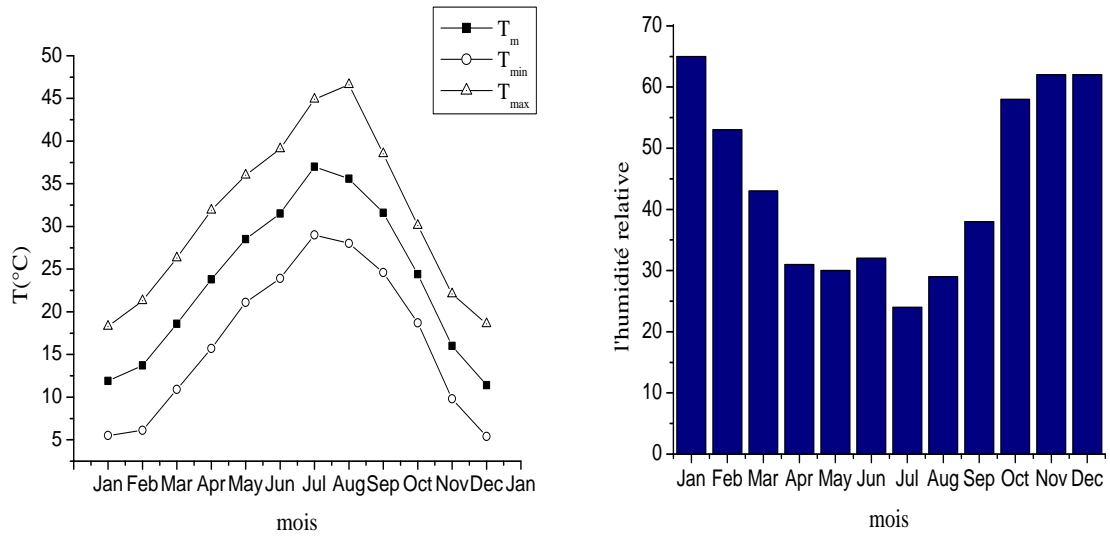 T_m
T_min
T_max
50
45
40
35
30
25
20
15
10
5
T(°C)
Jan Feb Mar Apr May Jun Jul Aug Sep Oct Nov Dec Jan
mois
70
60
50
40
30
20
10
0
l'humidité relative
Jan Feb Mar Apr May Jun Jul Aug Sep Oct Nov Dec
mois